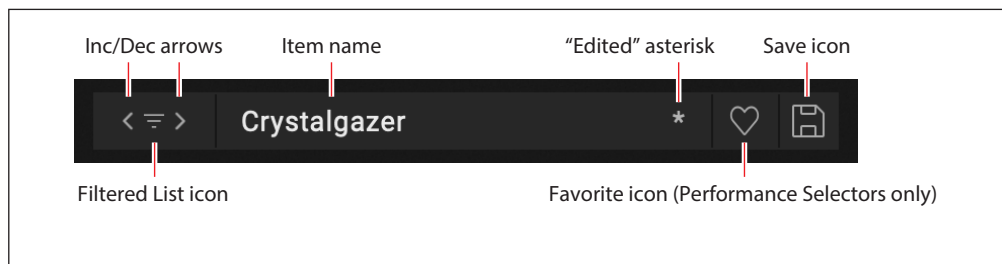 Inc/Dec arrows Item name “Edited” asterisk Save icon
Crystalgazer *
Filtered List icon Favorite icon (Performance Selectors only)